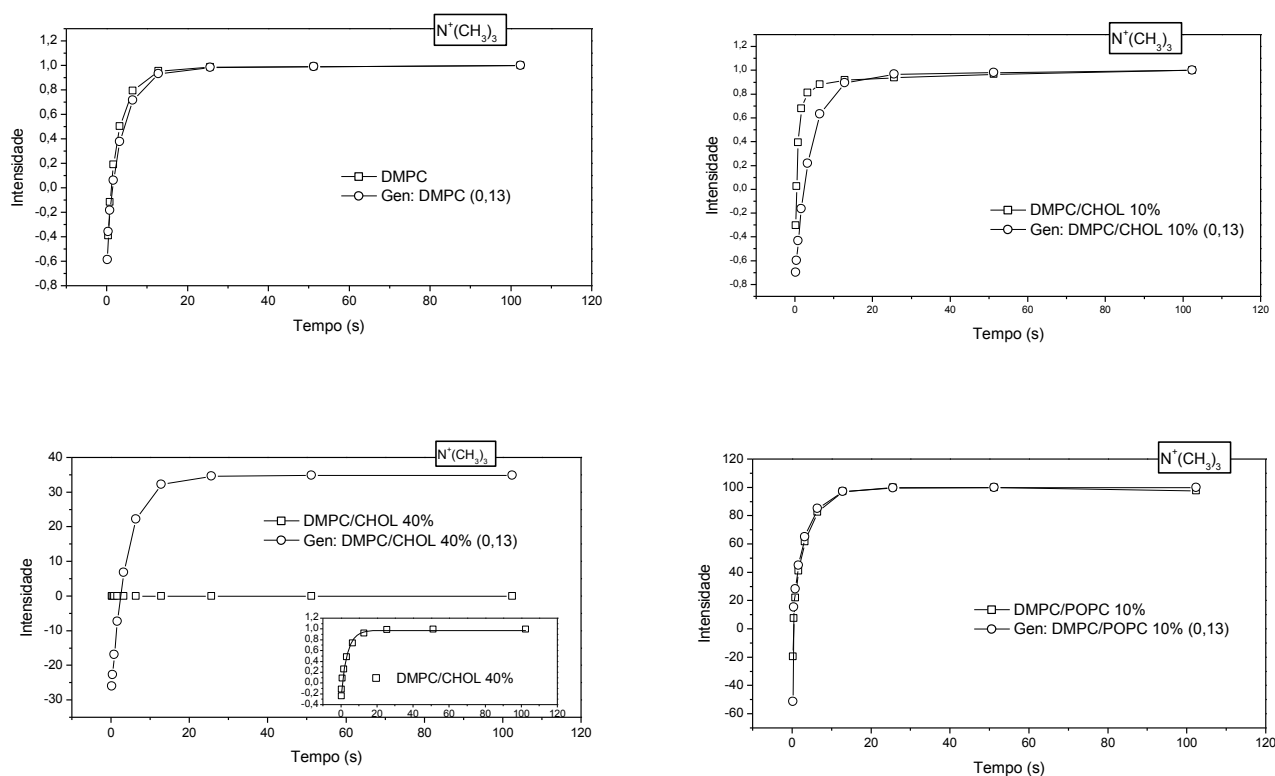 N⁺(CH₃)₃
1,2
1,0
0,8
0,6
0,4
0,2
0,0
-0,2
-0,4
-0,6
-0,8
Intensidade
DMPC
Gen: DMPC (0,13)
0 20 40 60 80 100 120
Tempo (s)
N⁺(CH₃)₃
1,2
1,0
0,8
0,6
0,4
0,2
0,0
-0,2
-0,4
-0,6
-0,8
Intensidade
DMPC/CHOL 10%
Gen: DMPC/CHOL 10% (0,13)
0 20 40 60 80 100 120
Tempo (s)
N⁺(CH₃)₃
40
35
30
20
10
0
-10
-20
-30
Intensidade
DMPC/CHOL 40%
Gen: DMPC/CHOL 40% (0,13)
1,2
1,0
0,8
0,6
0,4
0,2
0,0
-0,2
-0,4
DMPC/CHOL 40%
0 20 40 60 80 100 120
0 20 40 60 80 100 120
Tempo (s)
N⁺(CH₃)₃
120
100
80
60
40
20
0
-20
-40
-60
Intensidade
DMPC/POPC 10%
Gen: DMPC/POPC 10% (0,13)
0 20 40 60 80 100 120
Tempo (s)